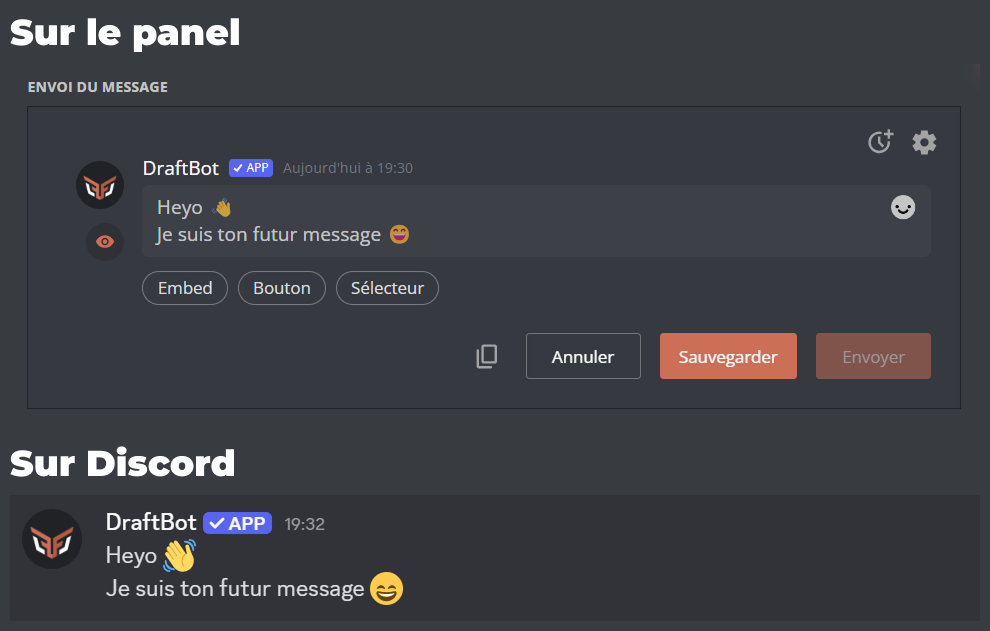 Sur le panel
ENVOI DU MESSAGE
DraftBot ✓ APP Aujourd'hui à 19:30
Heyo 👋
Je suis ton futur message 😄
Embed Bouton Sélecteur
Annuler Sauvegarder Envoyer
Sur Discord
DraftBot ✓ APP 19:32
Heyo 👋
Je suis ton futur message 😄